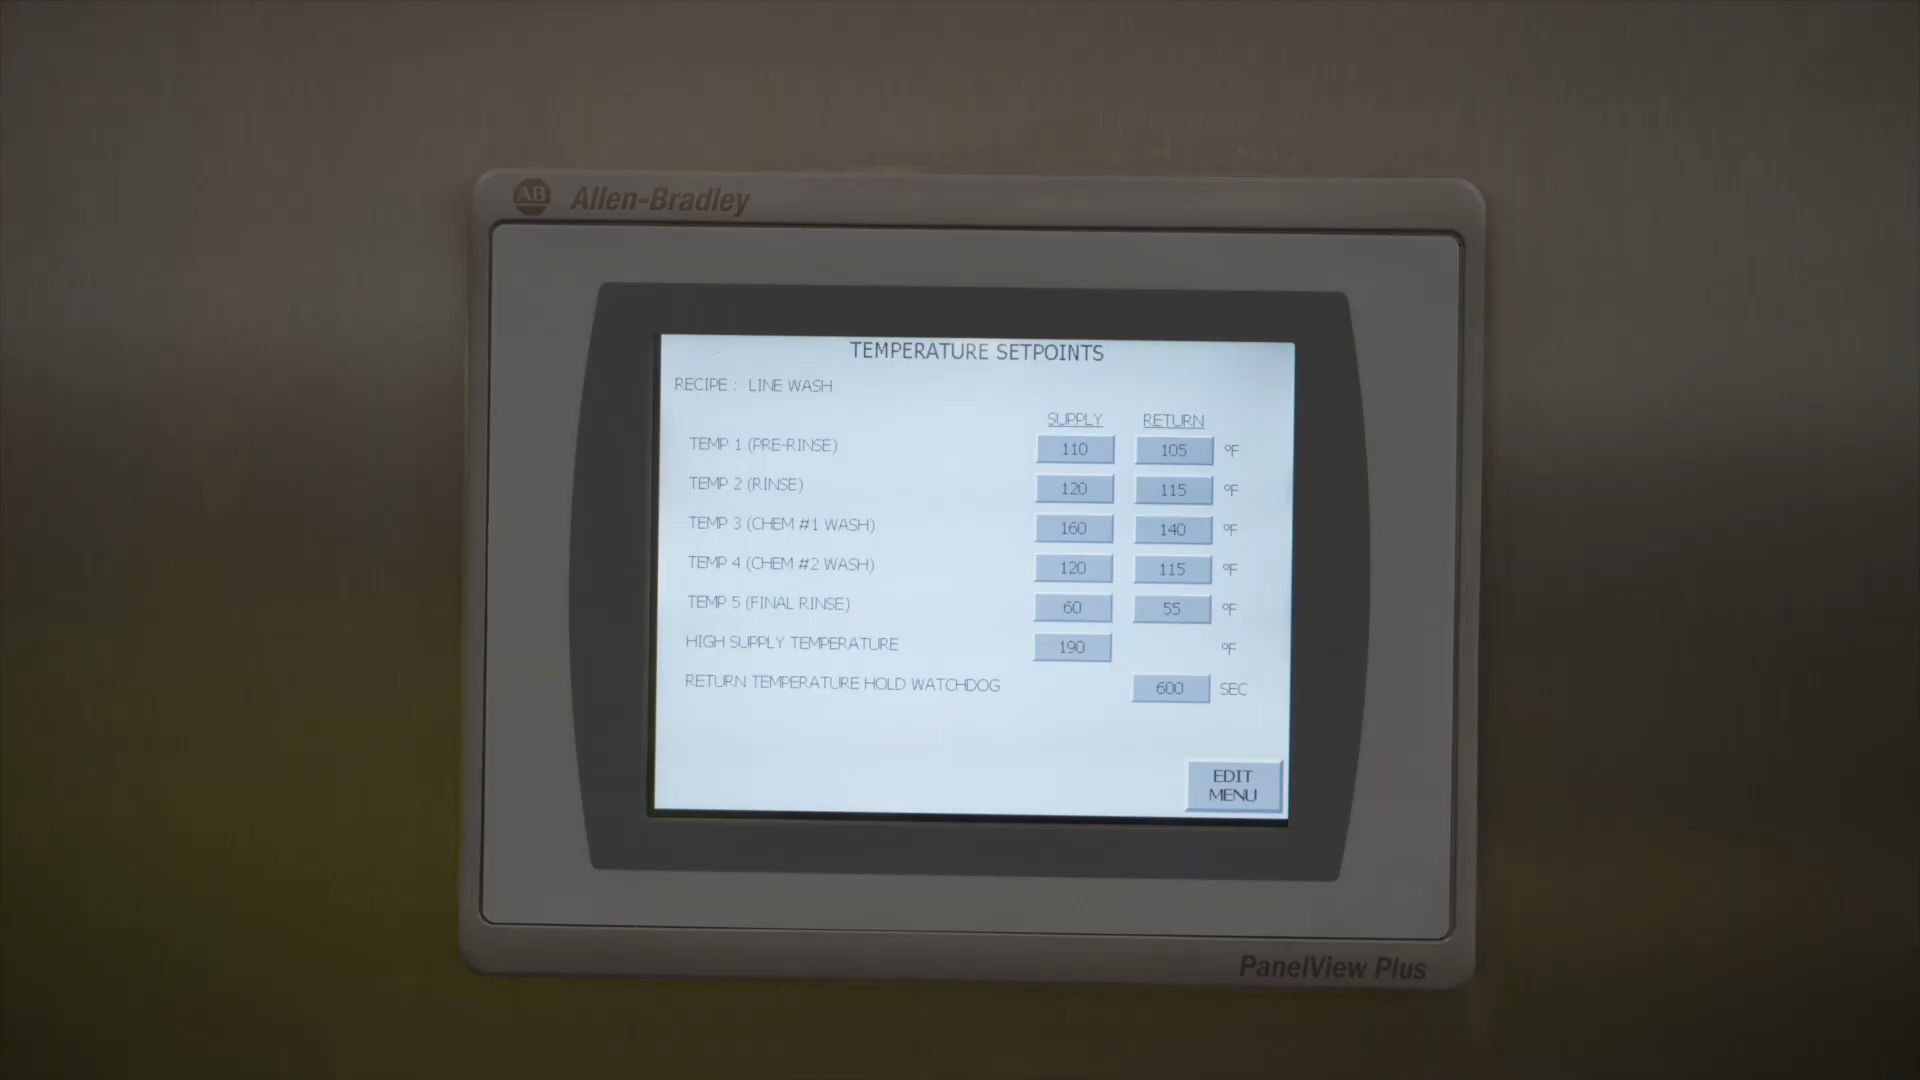 AB Allen-Bradley
TEMPERATURE SETPOINTS
RECIPE : LINE WASH
SUPPLY RETURN
TEMP 1 (PRE-RINSE) 110 105 ºF
TEMP 2 (RINSE) 120 115 ºF
TEMP 3 (CHEM #1 WASH) 160 140 ºF
TEMP 4 (CHEM #2 WASH) 120 115 ºF
TEMP 5 (FINAL RINSE) 60 55 ºF
HIGH SUPPLY TEMPERATURE 190 ºF
RETURN TEMPERATURE HOLD WATCHDOG 600 SEC
EDIT
MENU
PanelView Plus